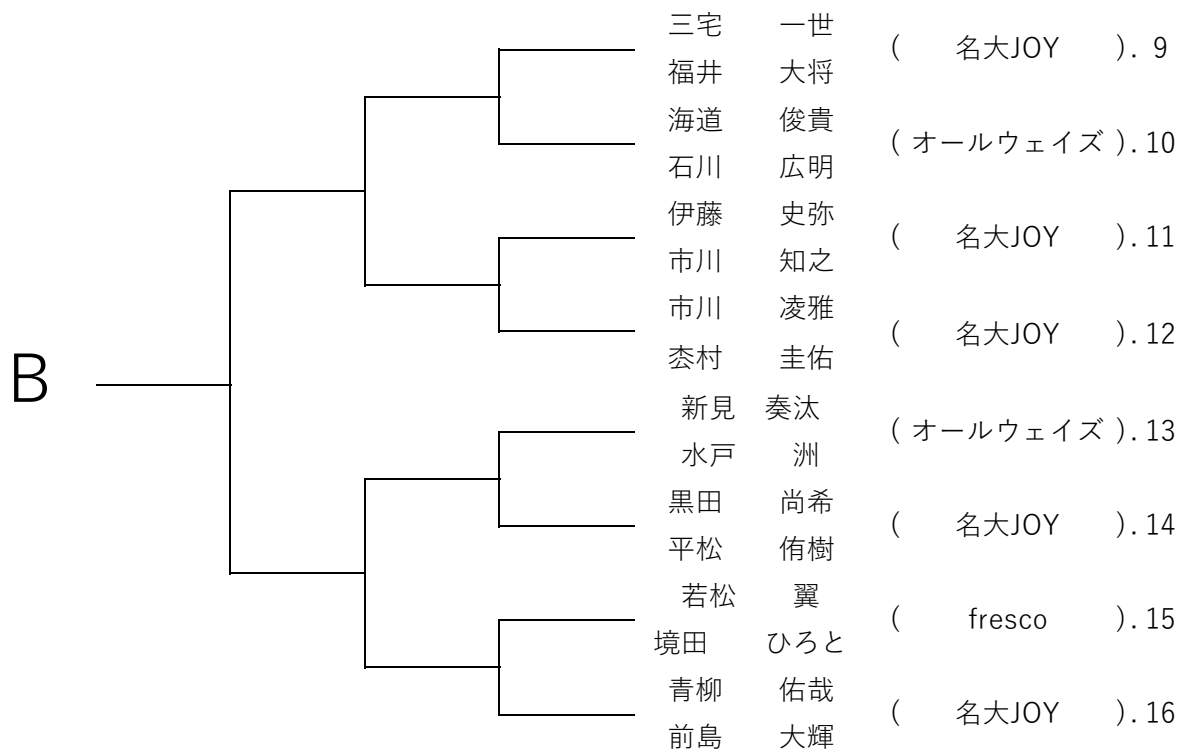 三宅 一世
( 名大JOY ). 9
福井 大将
海道 俊貴
( オールウェイズ ). 10
石川 広明
伊藤 史弥
( 名大JOY ). 11
市川 知之
市川 凌雅
( 名大JOY ). 12
枩村 圭佑
B
新見 奏汰
( オールウェイズ ). 13
水戸 洲
黒田 尚希
( 名大JOY ). 14
平松 侑樹
若松 翼
( fresco ). 15
境田 ひろと
青柳 佑哉
( 名大JOY ). 16
前島 大輝